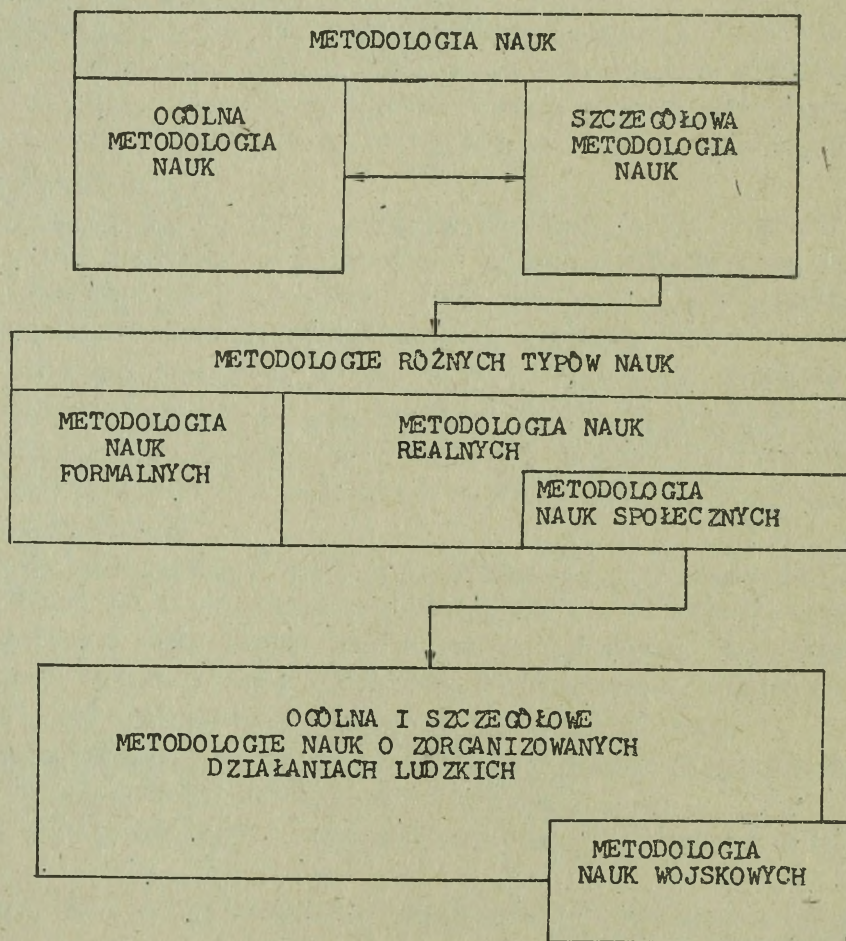 METODOLOGIA NAUK
OGÓLNA
METODOLOGIA
NAUK
SZCZEGÓŁOWA
METODOLOGIA
NAUK
METODOLOGIE RÓŻNYCH TYPÓW NAUK
METODOLOGIA
NAUK
FORMALNYCH
METODOLOGIA NAUK
REALNYCH
METODOLOGIA
NAUK SPOŁECZNYCH
OGÓLNA I SZCZEGÓŁOWE
METODOLOGIE NAUK O ZORGANIZOWANYCH
DZIAŁANIACH LUDZKICH
METODOLOGIA
NAUK WOJSKOWYCH